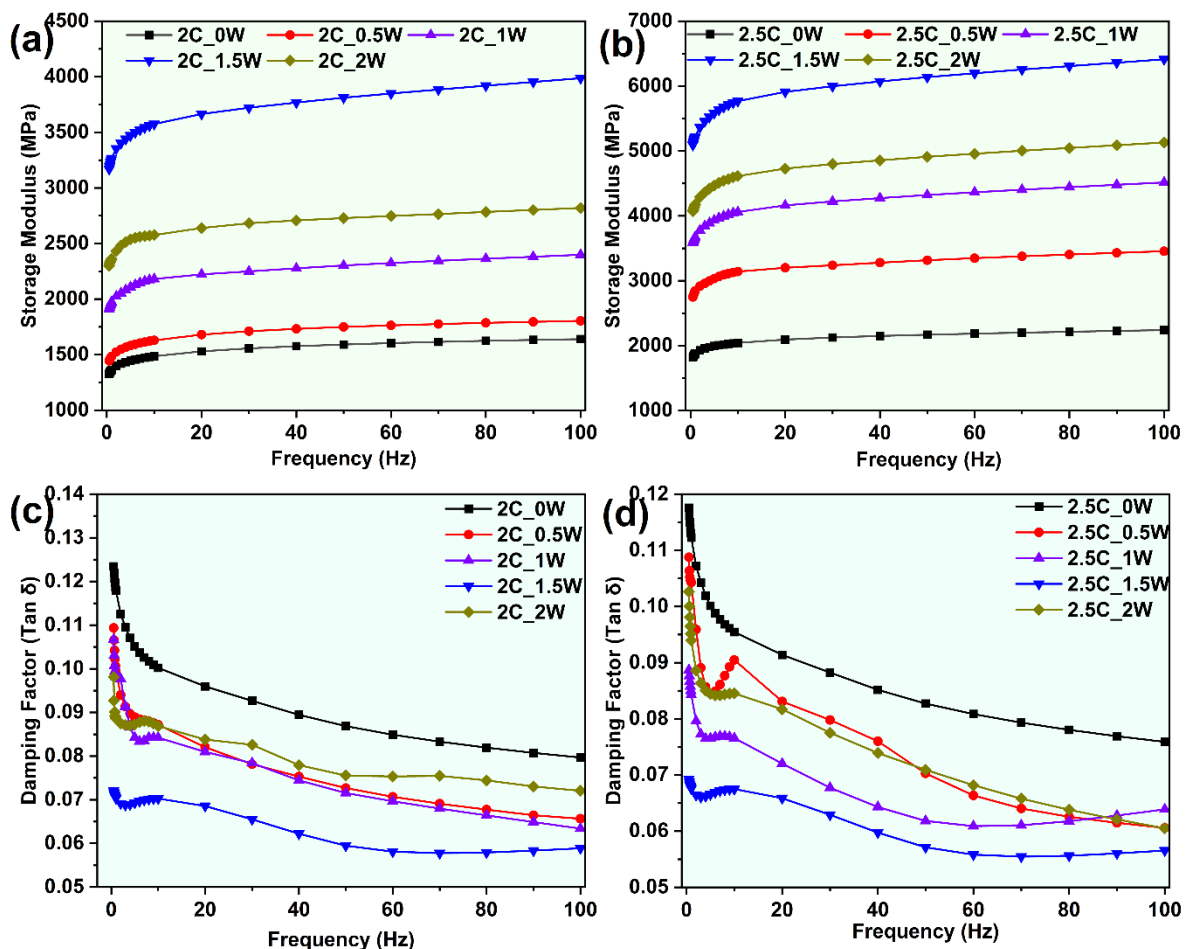 (a)
2C_0W 2C_0.5W 2C_1W
2C_1.5W 2C_2W
Storage Modulus (MPa)
4000
3500
3000
2500
2000
1500
1000
0 20 40 60 80 100
Frequency (Hz)
(b)
2.5C_0W 2.5C_0.5W 2.5C_1W
2.5C_1.5W 2.5C_2W
Storage Modulus (MPa)
7000
6000
5000
4000
3000
2000
1000
0 20 40 60 80 100
Frequency (Hz)
(c)
2C_0W
2C_0.5W
2C_1W
2C_1.5W
2C_2W
Damping Factor (Tan δ)
0.14
0.13
0.12
0.11
0.10
0.09
0.08
0.07
0.06
0.05
0 20 40 60 80 100
Frequency (Hz)
(d)
2.5C_0W
2.5C_0.5W
2.5C_1W
2.5C_1.5W
2.5C_2W
Damping Factor (Tan δ)
0.12
0.11
0.10
0.09
0.08
0.07
0.06
0.05
0 20 40 60 80 100
Frequency (Hz)